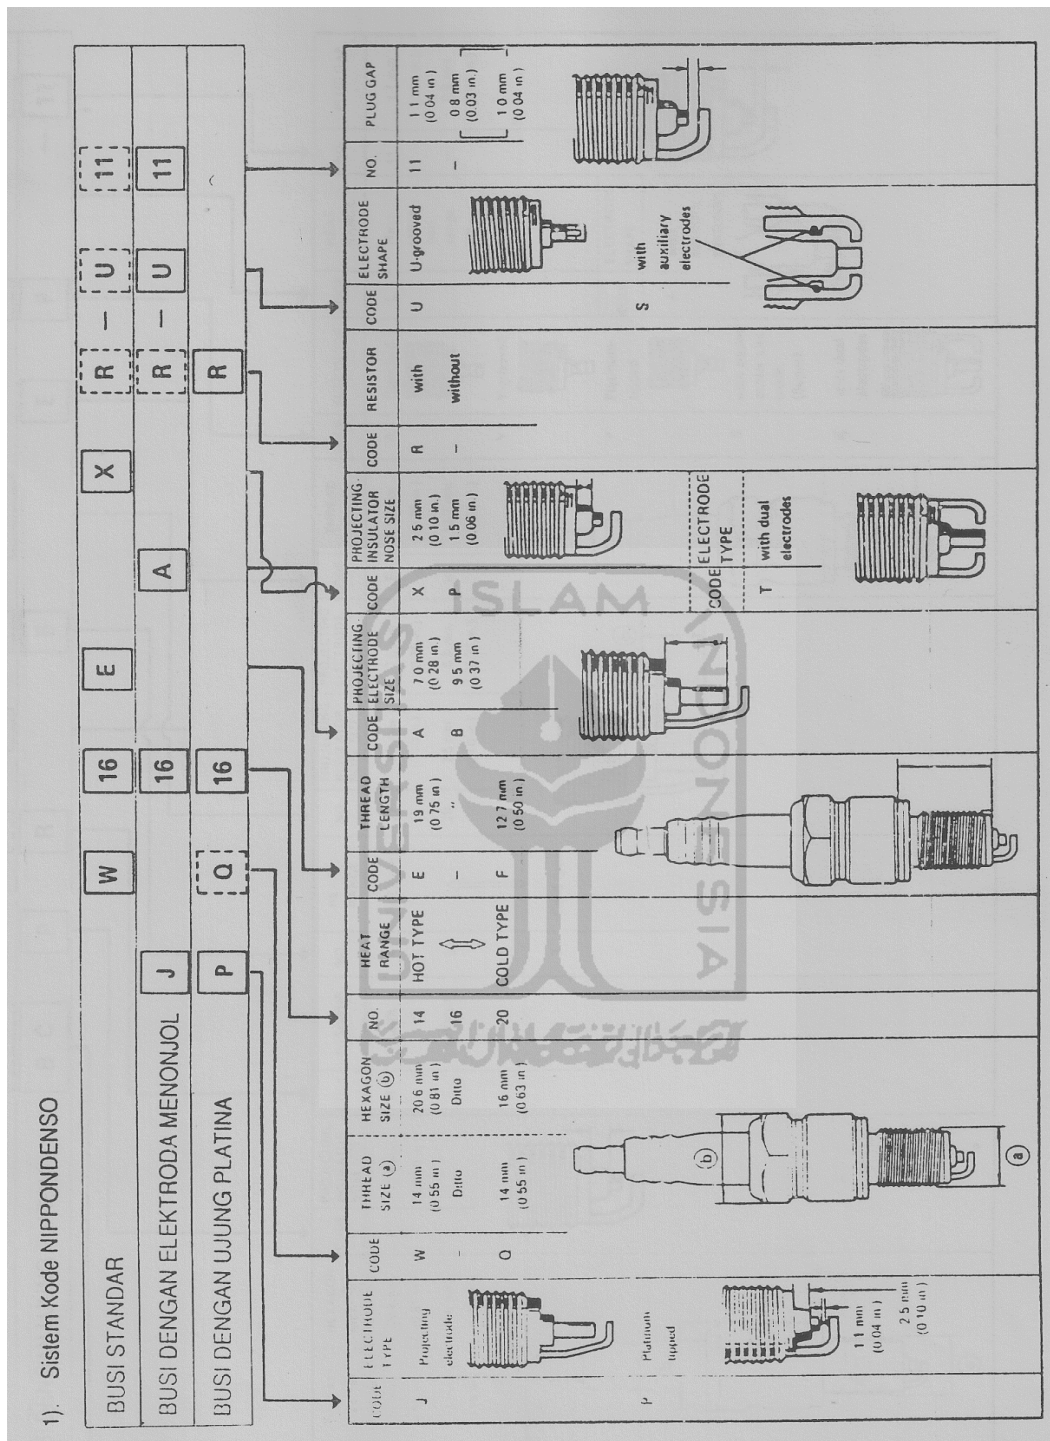 1). Sistem Kode NIPPONDENSO
BUSI STANDAR W 16 E X R – U 11
BUSI DENGAN ELEKTRODA MENONJOL J 16 A R – U 11
BUSI DENGAN UJUNG PLATINA P Q 16 R
CODE
ELECTRODE
TYPE
J
Projecting
electrode
P
Platinum
tipped
1 1 mm
(0 04 in )
2 5 mm
(0 10 in )
CODE
THREAD
SIZE (a)
HEXAGON
SIZE (b)
W
14 mm
(0 55 in )
20 6 mm
(0 81 in )
–
Ditto
Ditto
Q
14 mm
(0 55 in )
16 mm
(0 63 in )
b
a
NO.
HEAT
RANGE
14
HOT TYPE
16
20
COLD TYPE
CODE
THREAD
LENGTH
E
19 mm
(0 75 in )
–
"
F
12 7 mm
(0 50 in )
CODE
PROJECTING
ELECTRODE
SIZE
A
7 0 mm
(0 28 in.)
B
9 5 mm
(0 37 in )
CODE
PROJECTING
INSULATOR
NOSE SIZE
X
2 5 mm
(0 10 in.)
P
1. 5 mm
(0.06 in.)
CODE
ELECTRODE
TYPE
T
with dual
electrodes
CODE
RESISTOR
R
with
–
without
CODE
ELECTRODE
SHAPE
U
U-grooved
S
with
auxiliary
electrodes
NO.
PLUG GAP
11
1 1 mm
(0 04 in )
–
0 8 mm
(0.03 in.)
1 0 mm
(0 04 in )
UNIVERSITAS
ISLAM
INDONESIA